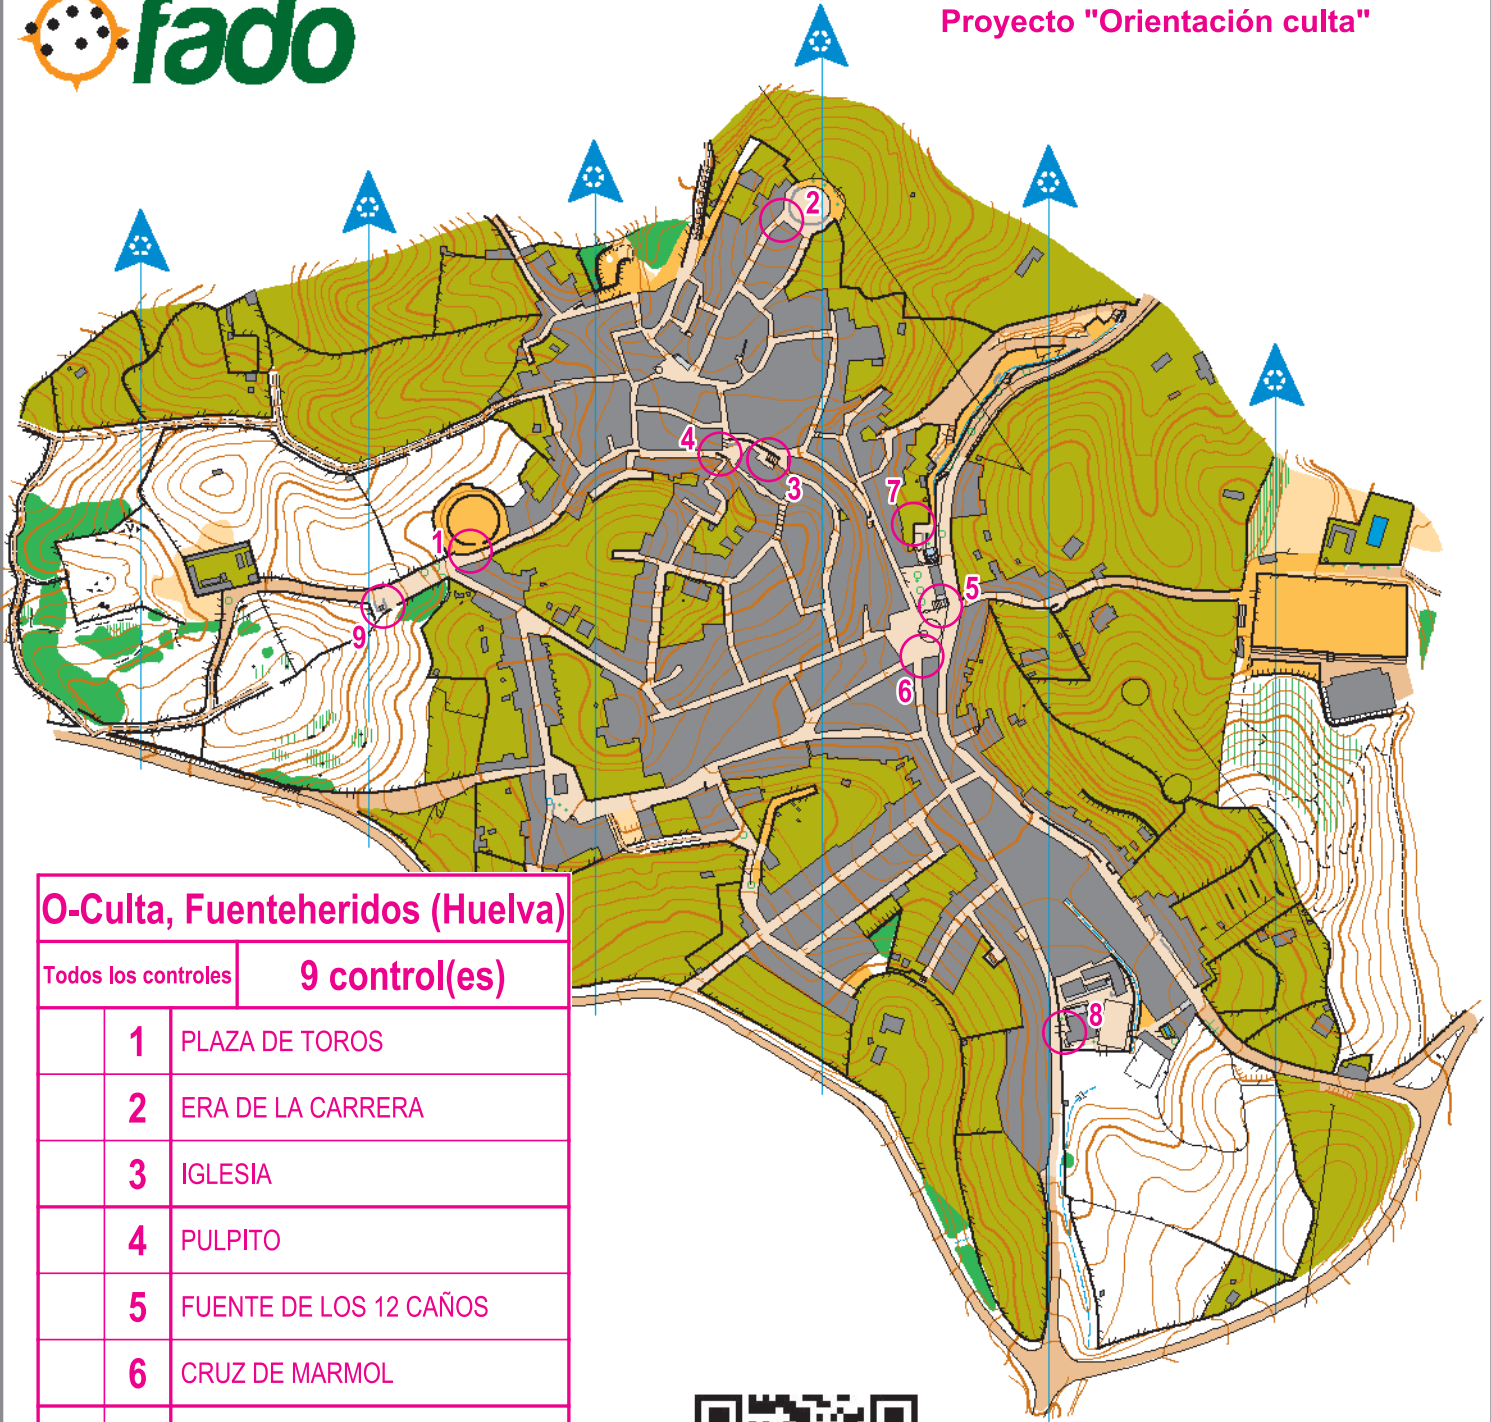 fado
Proyecto "Orientación culta"
2
4
3
7
1
5
9
6
8
O-Culta, Fuenteheridos (Huelva)
Todos los controles 9 control(es)
1 PLAZA DE TOROS
2 ERA DE LA CARRERA
3 IGLESIA
4 PULPITO
5 FUENTE DE LOS 12 CAÑOS
6 CRUZ DE MARMOL